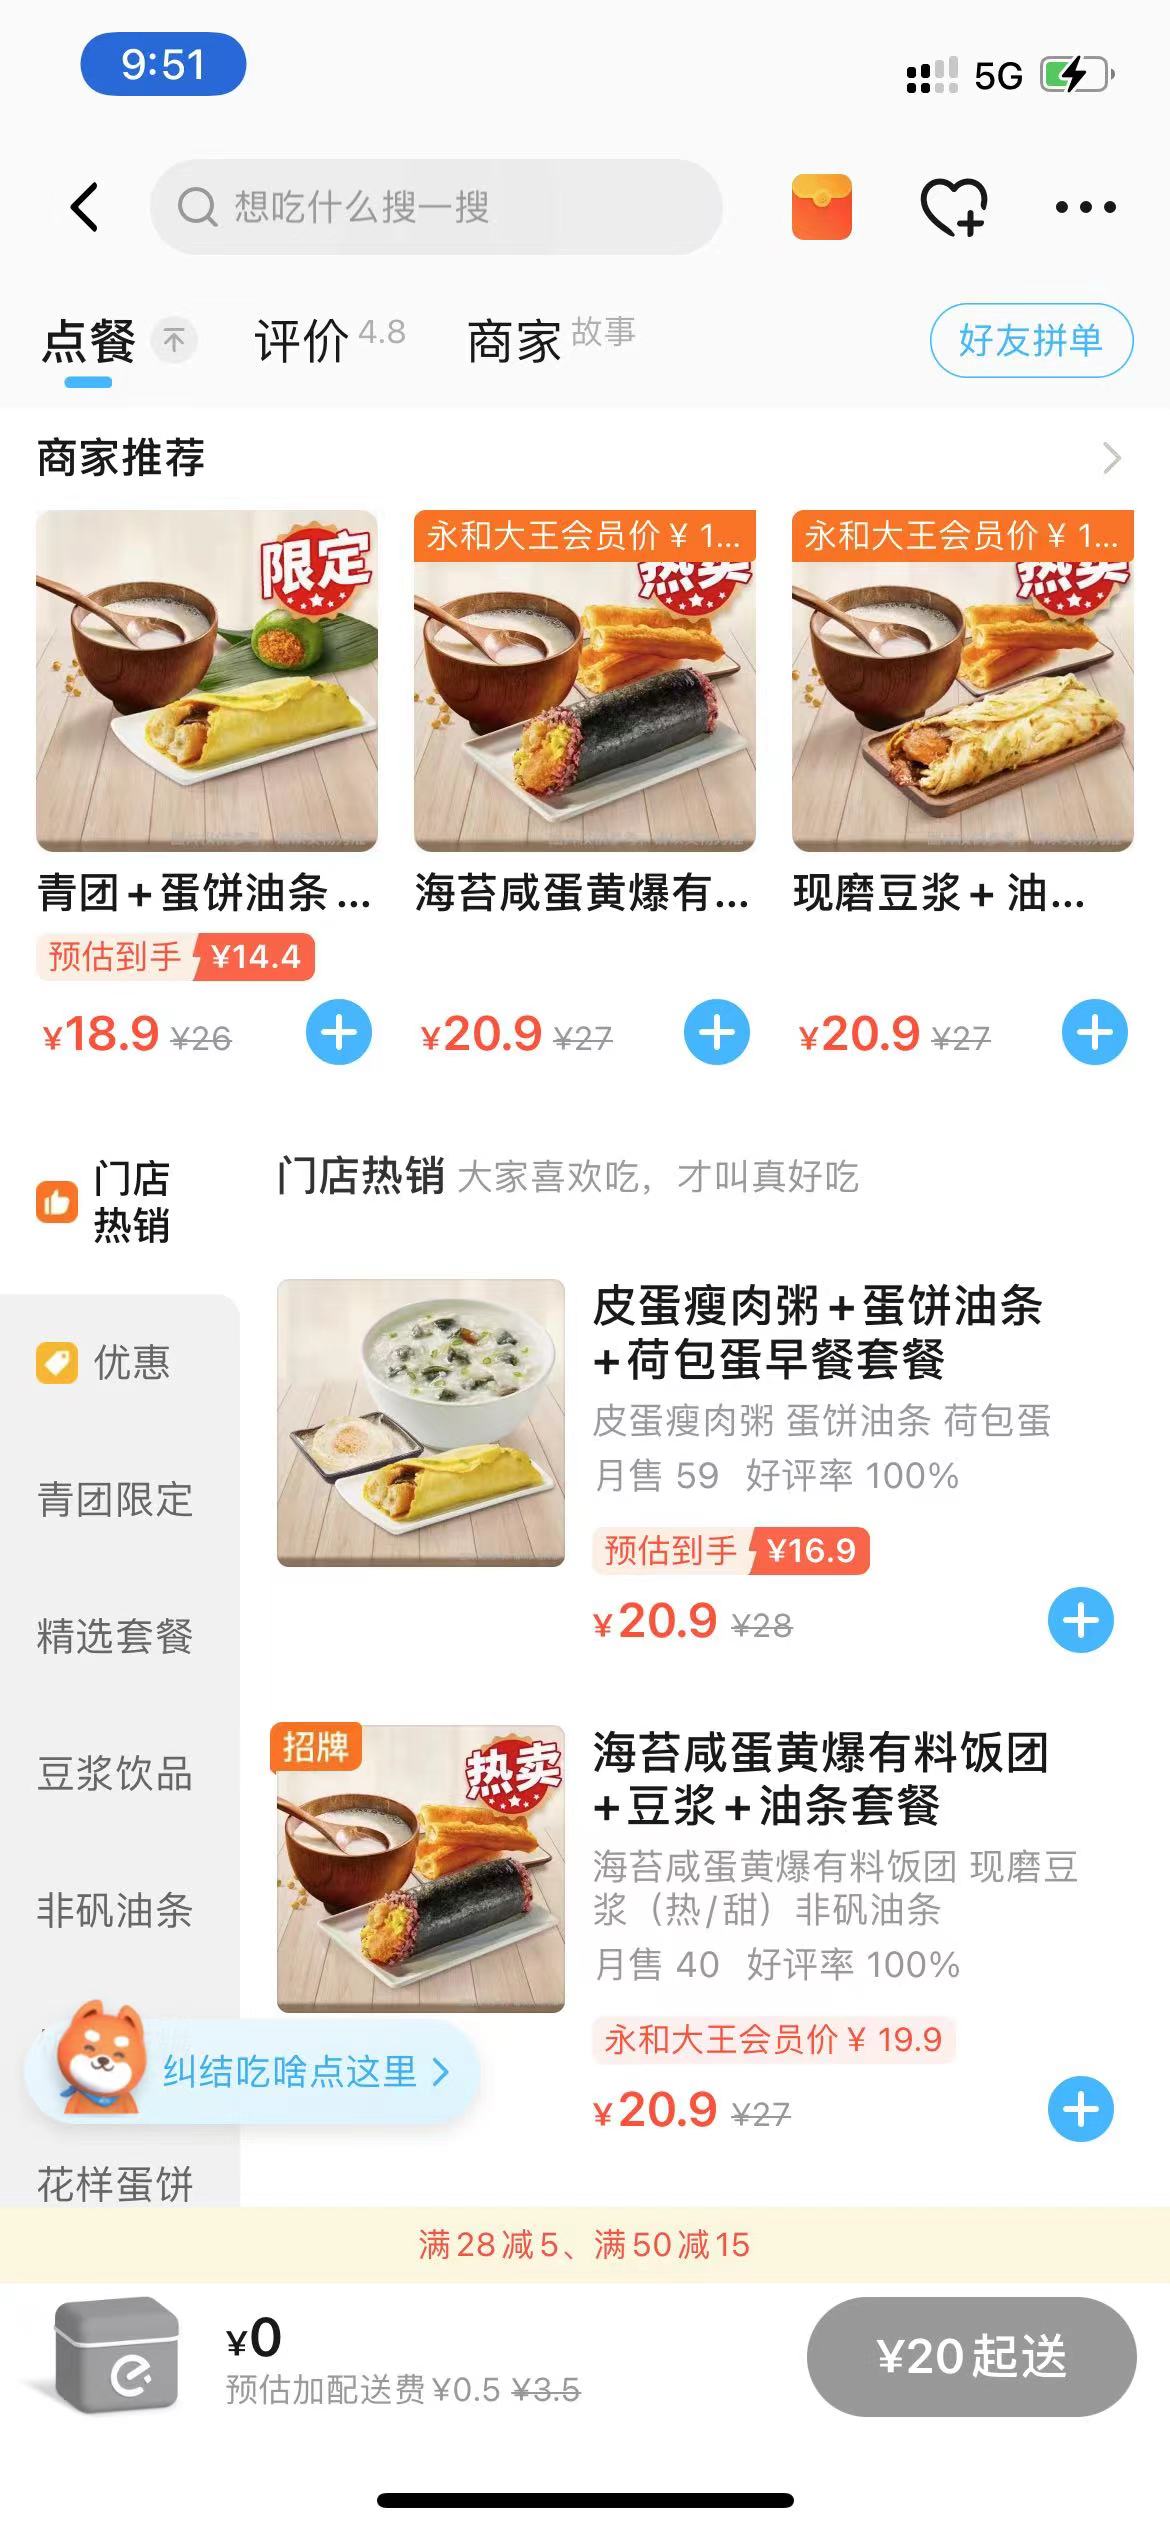 9:51
5G
想吃什么搜一搜
点餐
评价 4.8
商家 故事
好友拼单
商家推荐
限定
永和大王会员价 ¥ 1...
热卖
永和大王会员价 ¥ 1...
热卖
青团+蛋饼油条...
海苔咸蛋黄爆有...
现磨豆浆+ 油...
预估到手 ¥14.4
¥18.9 ¥26
¥20.9 ¥27
¥20.9 ¥27
门店
热销
门店热销 大家喜欢吃，才叫真好吃
优惠
青团限定
精选套餐
豆浆饮品
非矾油条
花样蛋饼
皮蛋瘦肉粥+蛋饼油条
+荷包蛋早餐套餐
皮蛋瘦肉粥 蛋饼油条 荷包蛋
月售 59 好评率 100%
预估到手 ¥16.9
¥20.9 ¥28
招牌
热卖
海苔咸蛋黄爆有料饭团
+豆浆+油条套餐
海苔咸蛋黄爆有料饭团 现磨豆
浆（热/甜）非矾油条
月售 40 好评率 100%
永和大王会员价 ¥ 19.9
¥20.9 ¥27
纠结吃啥点这里
满28减5、满50减15
¥0
预估加配送费 ¥0.5 ¥3.5
¥20起送